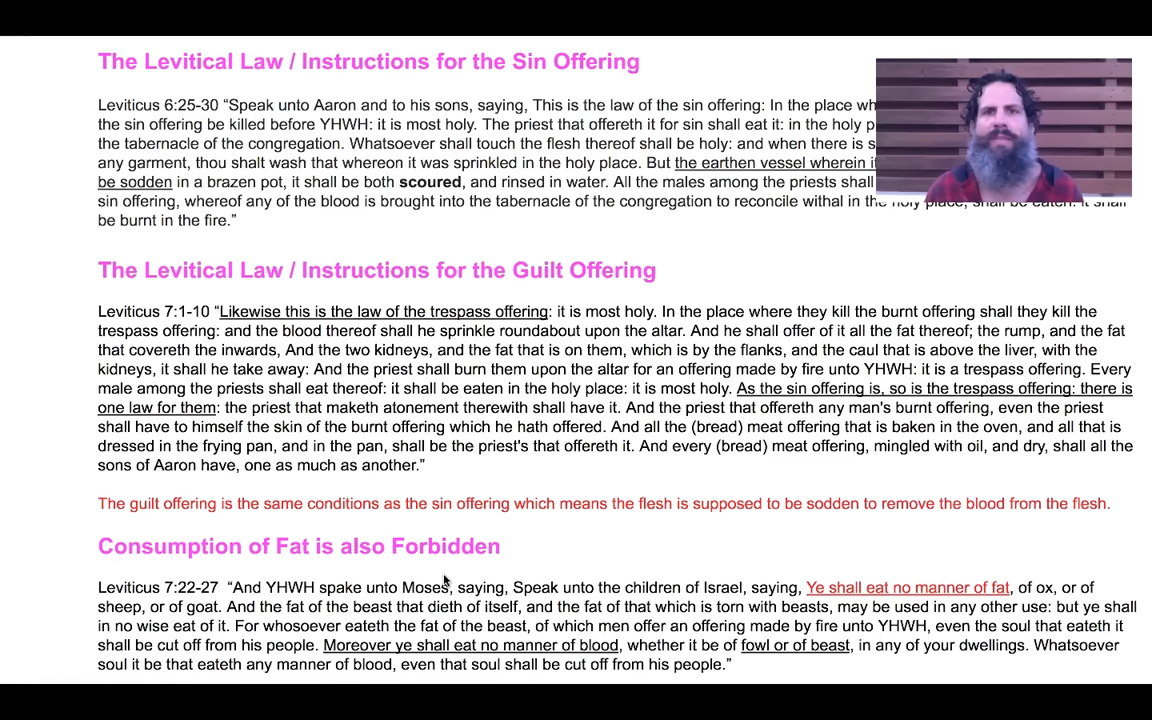 The Levitical Law / Instructions for the Sin Offering
Leviticus 6:25-30 “Speak unto Aaron and to his sons, saying, This is the law of the sin offering: In the place
the sin offering be killed before YHWH: it is most holy. The priest that offereth it for sin shall eat it: in the holy
the tabernacle of the congregation. Whatsoever shall touch the flesh thereof shall be holy: and when there is
any garment, thou shalt wash that whereon it was sprinkled in the holy place. But the earthen vessel wherein
be sodden in a brazen pot, it shall be both scoured, and rinsed in water. All the males among the priests shall
sin offering, whereof any of the blood is brought into the tabernacle of the congregation to reconcile withal in the holy place, shall be eaten: it shall
be burnt in the fire.”
The Levitical Law / Instructions for the Guilt Offering
Leviticus 7:1-10 “Likewise this is the law of the trespass offering: it is most holy. In the place where they kill the burnt offering shall they kill the
trespass offering: and the blood thereof shall he sprinkle roundabout upon the altar. And he shall offer of it all the fat thereof; the rump, and the fat
that covereth the inwards, And the two kidneys, and the fat that is on them, which is by the flanks, and the caul that is above the liver, with the
kidneys, it shall he take away: And the priest shall burn them upon the altar for an offering made by fire unto YHWH: it is a trespass offering. Every
male among the priests shall eat thereof: it shall be eaten in the holy place: it is most holy. As the sin offering is, so is the trespass offering: there is
one law for them: the priest that maketh atonement therewith shall have it. And the priest that offereth any man's burnt offering, even the priest
shall have to himself the skin of the burnt offering which he hath offered. And all the (bread) meat offering that is baken in the oven, and all that is
dressed in the frying pan, and in the pan, shall be the priest's that offereth it. And every (bread) meat offering, mingled with oil, and dry, shall all the
sons of Aaron have, one as much as another.”
The guilt offering is the same conditions as the sin offering which means the flesh is supposed to be sodden to remove the blood from the flesh.
Consumption of Fat is also Forbidden
Leviticus 7:22-27 “And YHWH spake unto Moses, saying, Speak unto the children of Israel, saying, Ye shall eat no manner of fat, of ox, or of
sheep, or of goat. And the fat of the beast that dieth of itself, and the fat of that which is torn with beasts, may be used in any other use: but ye shall
in no wise eat of it. For whosoever eateth the fat of the beast, of which men offer an offering made by fire unto YHWH, even the soul that eateth it
shall be cut off from his people. Moreover ye shall eat no manner of blood, whether it be of fowl or of beast, in any of your dwellings. Whatsoever
soul it be that eateth any manner of blood, even that soul shall be cut off from his people.”